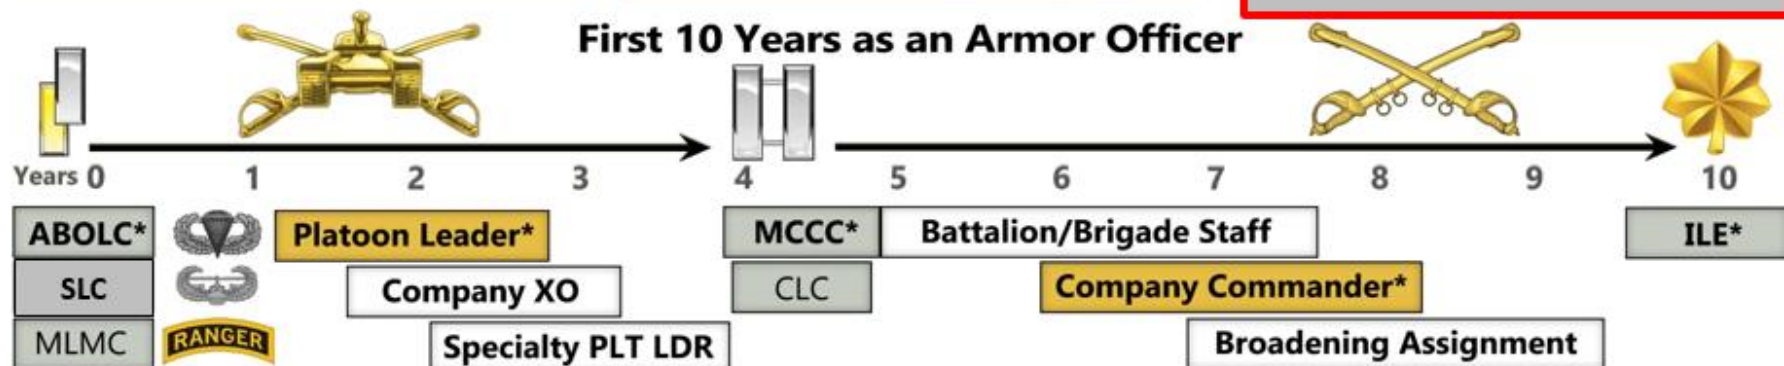 First 10 Years as an Armor Officer
Years 0 1 2 3 4 5 6 7 8 9 10
ABOLC* Platoon Leader* MCCC* Battalion/Brigade Staff ILE*
SLC Company XO CLC Company Commander*
MLMC RANGER Specialty PLT LDR Broadening Assignment